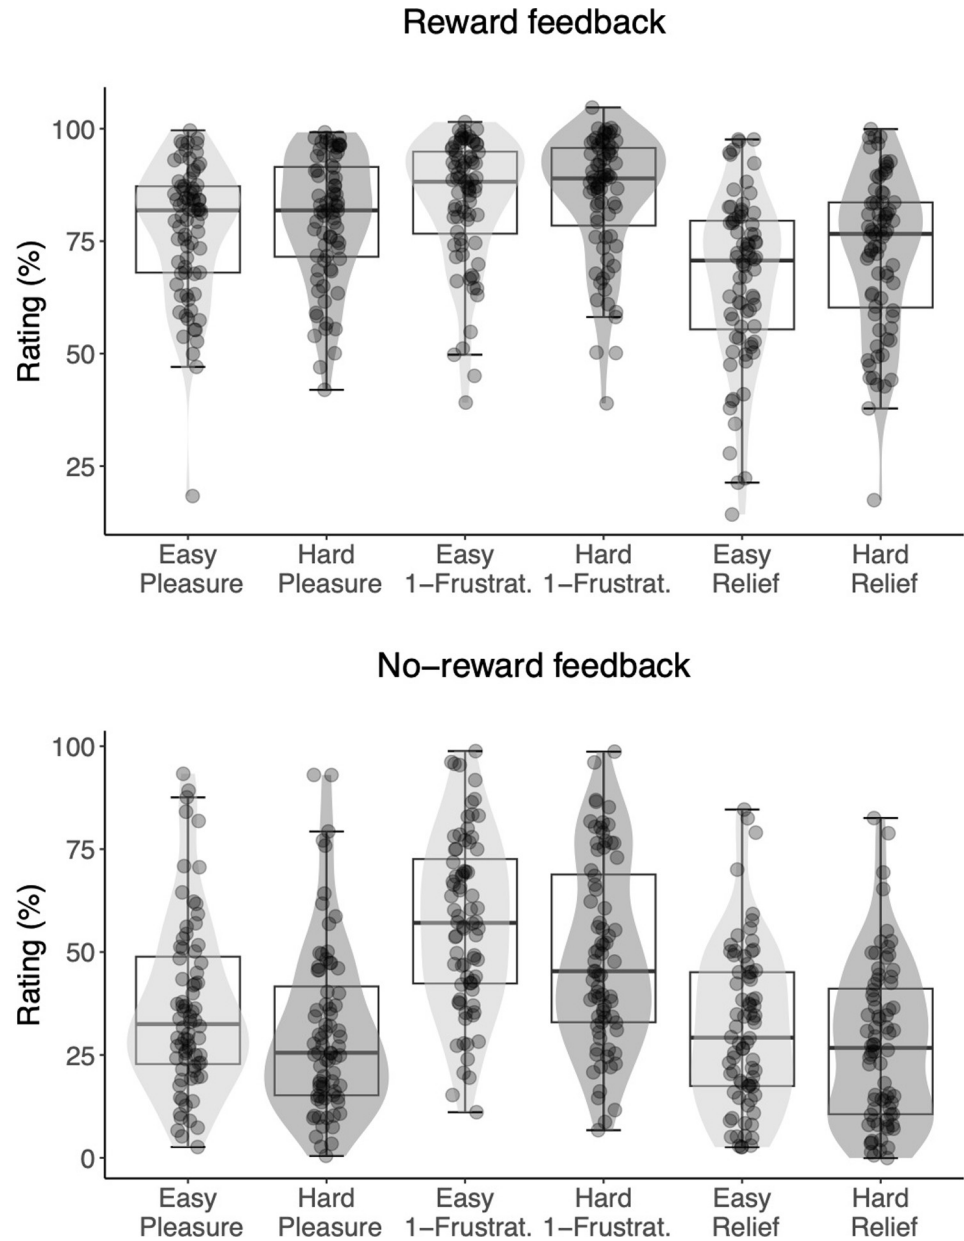 Reward feedback
Rating (%)
100
75
50
25
Easy Pleasure
Hard Pleasure
Easy 1–Frustrat.
Hard 1–Frustrat.
Easy Relief
Hard Relief
No–reward feedback
Rating (%)
100
75
50
25
0
Easy Pleasure
Hard Pleasure
Easy 1–Frustrat.
Hard 1–Frustrat.
Easy Relief
Hard Relief